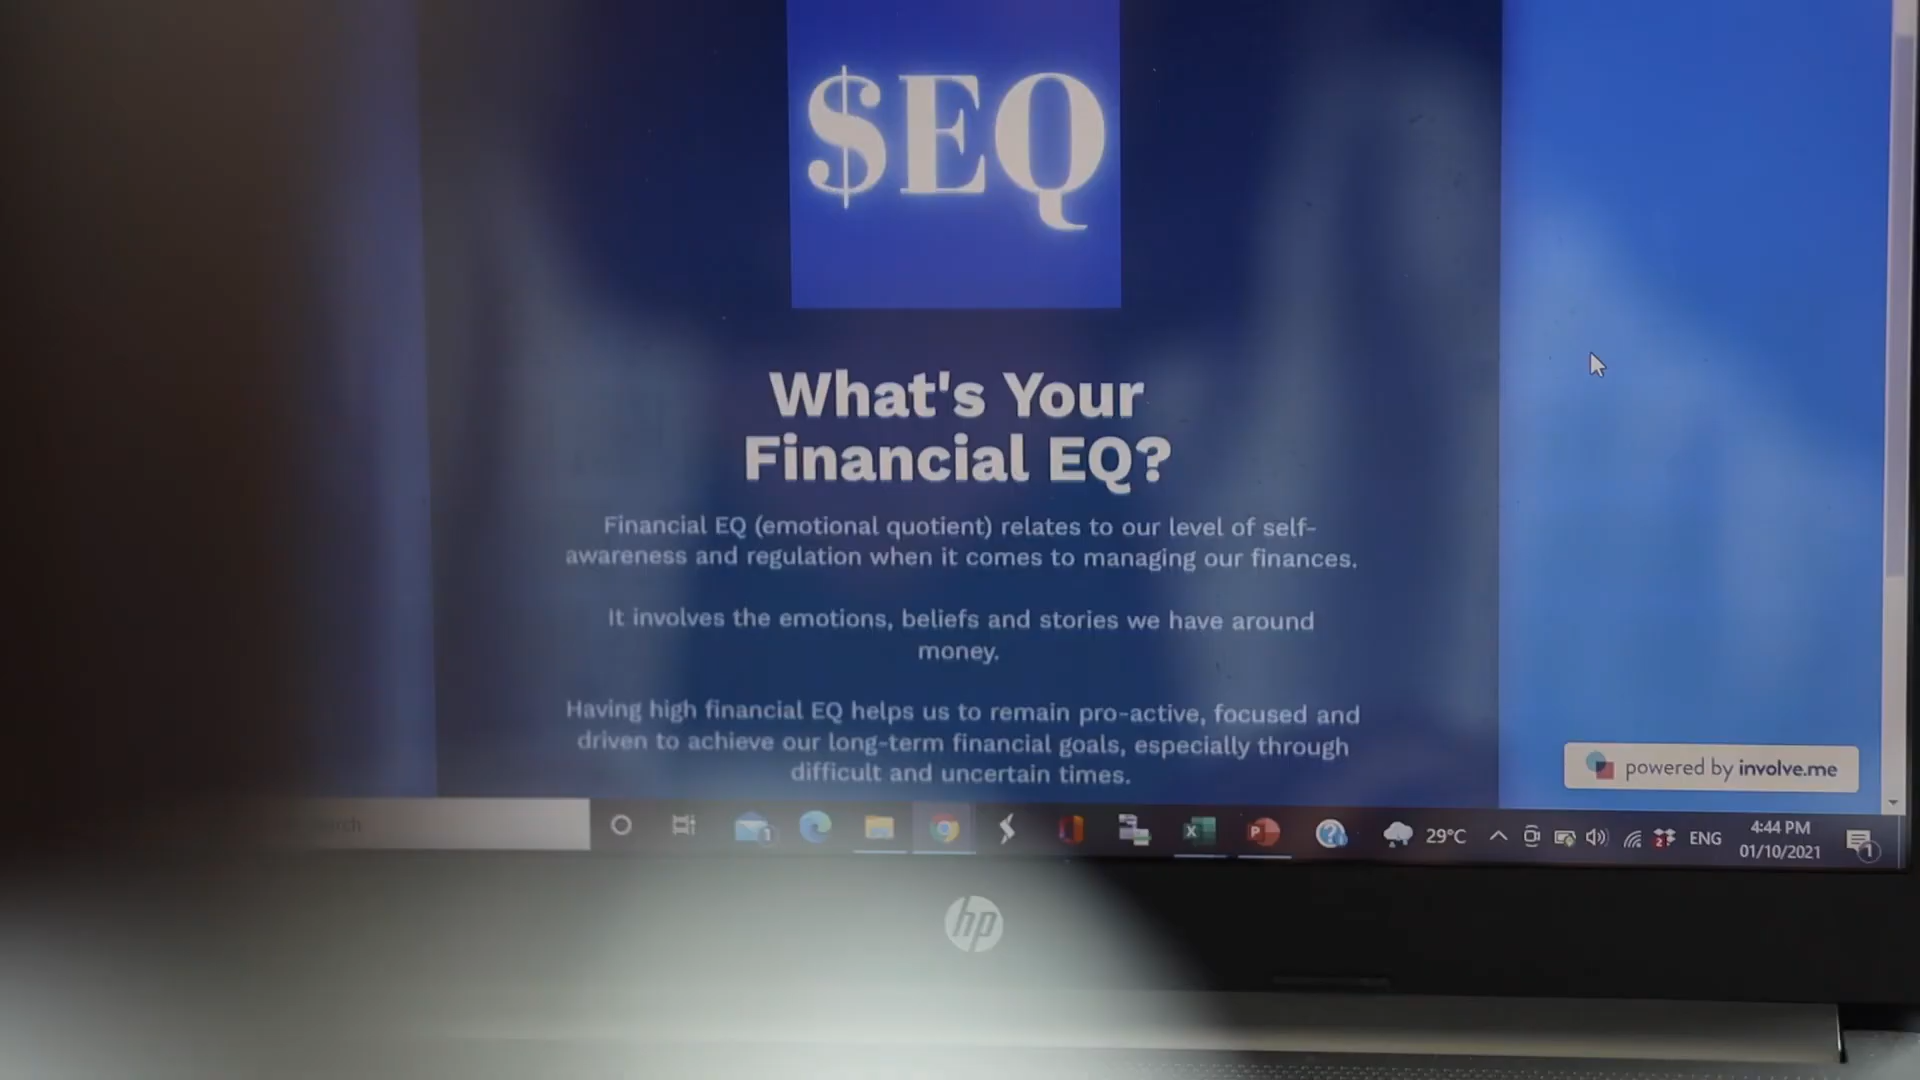 $EQ
What's Your
Financial EQ?
Financial EQ (emotional quotient) relates to our level of self-
awareness and regulation when it comes to managing our finances.
It involves the emotions, beliefs and stories we have around
money.
Having high financial EQ helps us to remain pro-active, focused and
driven to achieve our long-term financial goals, especially through
difficult and uncertain times.
powered by involve.me
29°C
ENG
4:44 PM
01/10/2021
1
hp